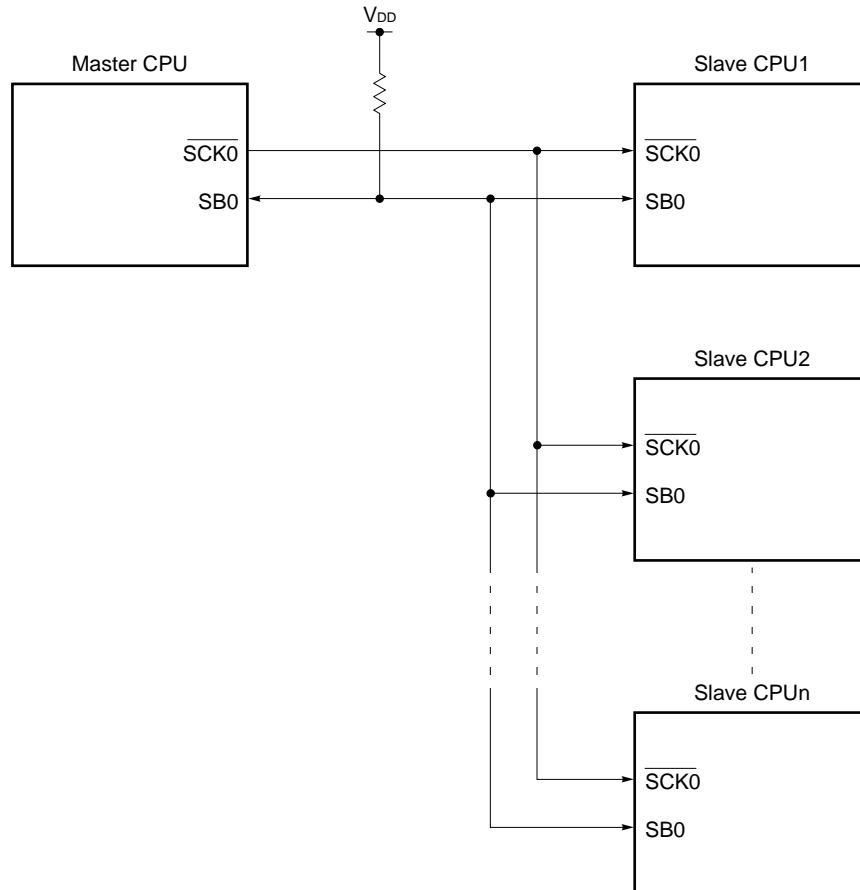 VDD
Master CPU
Slave CPU1
SCK0
SCK0
SB0
SB0
Slave CPU2
SCK0
SB0
Slave CPUn
SCK0
SB0